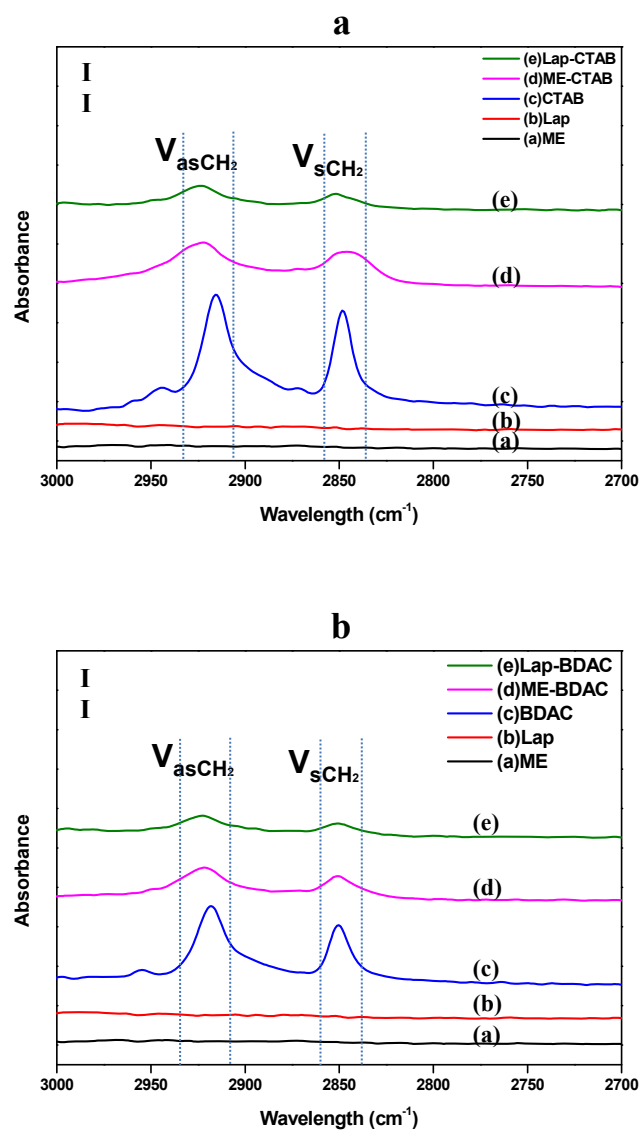 a
I
I
(e)Lap-CTAB
(d)ME-CTAB
(c)CTAB
(b)Lap
(a)ME
VasCH2
VsCH2
(e)
(d)
(c)
(b)
(a)
Absorbance
3000 2950 2900 2850 2800 2750 2700
Wavelength (cm-1)
b
I
I
(e)Lap-BDAC
(d)ME-BDAC
(c)BDAC
(b)Lap
(a)ME
VasCH2
VsCH2
(e)
(d)
(c)
(b)
(a)
Absorbance
3000 2950 2900 2850 2800 2750 2700
Wavelength (cm-1)